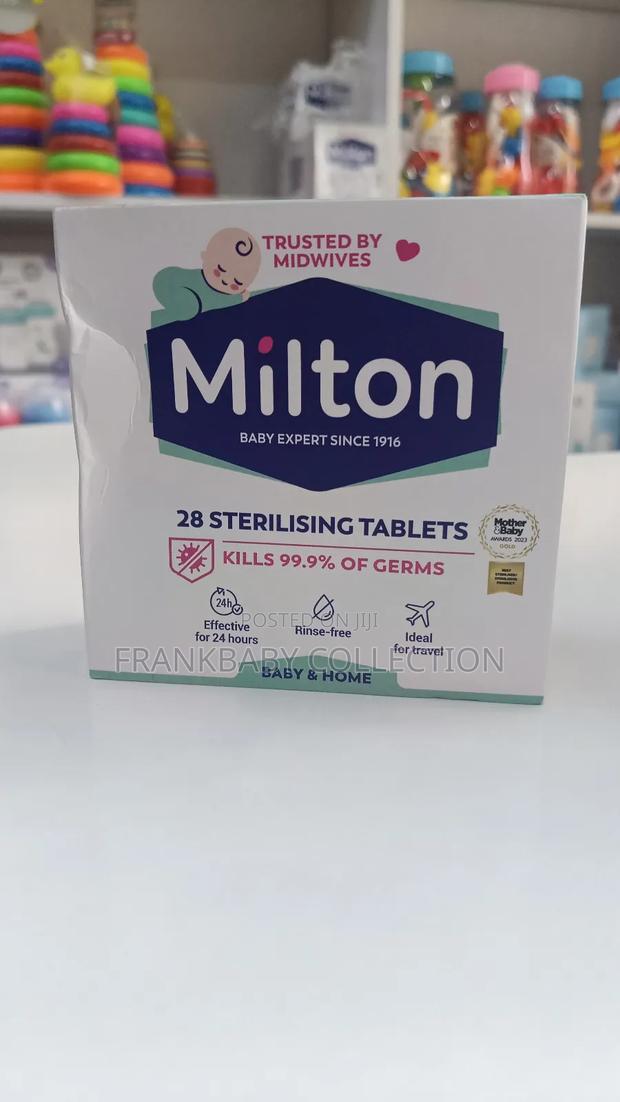 TRUSTED BY
MIDWIVES
Milton
BABY EXPERT SINCE 1916
28 STERILISING TABLETS
KILLS 99.9% OF GERMS
Mother
&Baby
AWARDS 2023
GOLD
24h
Effective
for 24 hours
Rinse-free
Ideal
for travel
POSTED ON JIJI
FRANKBABY COLLECTION
BABY & HOME